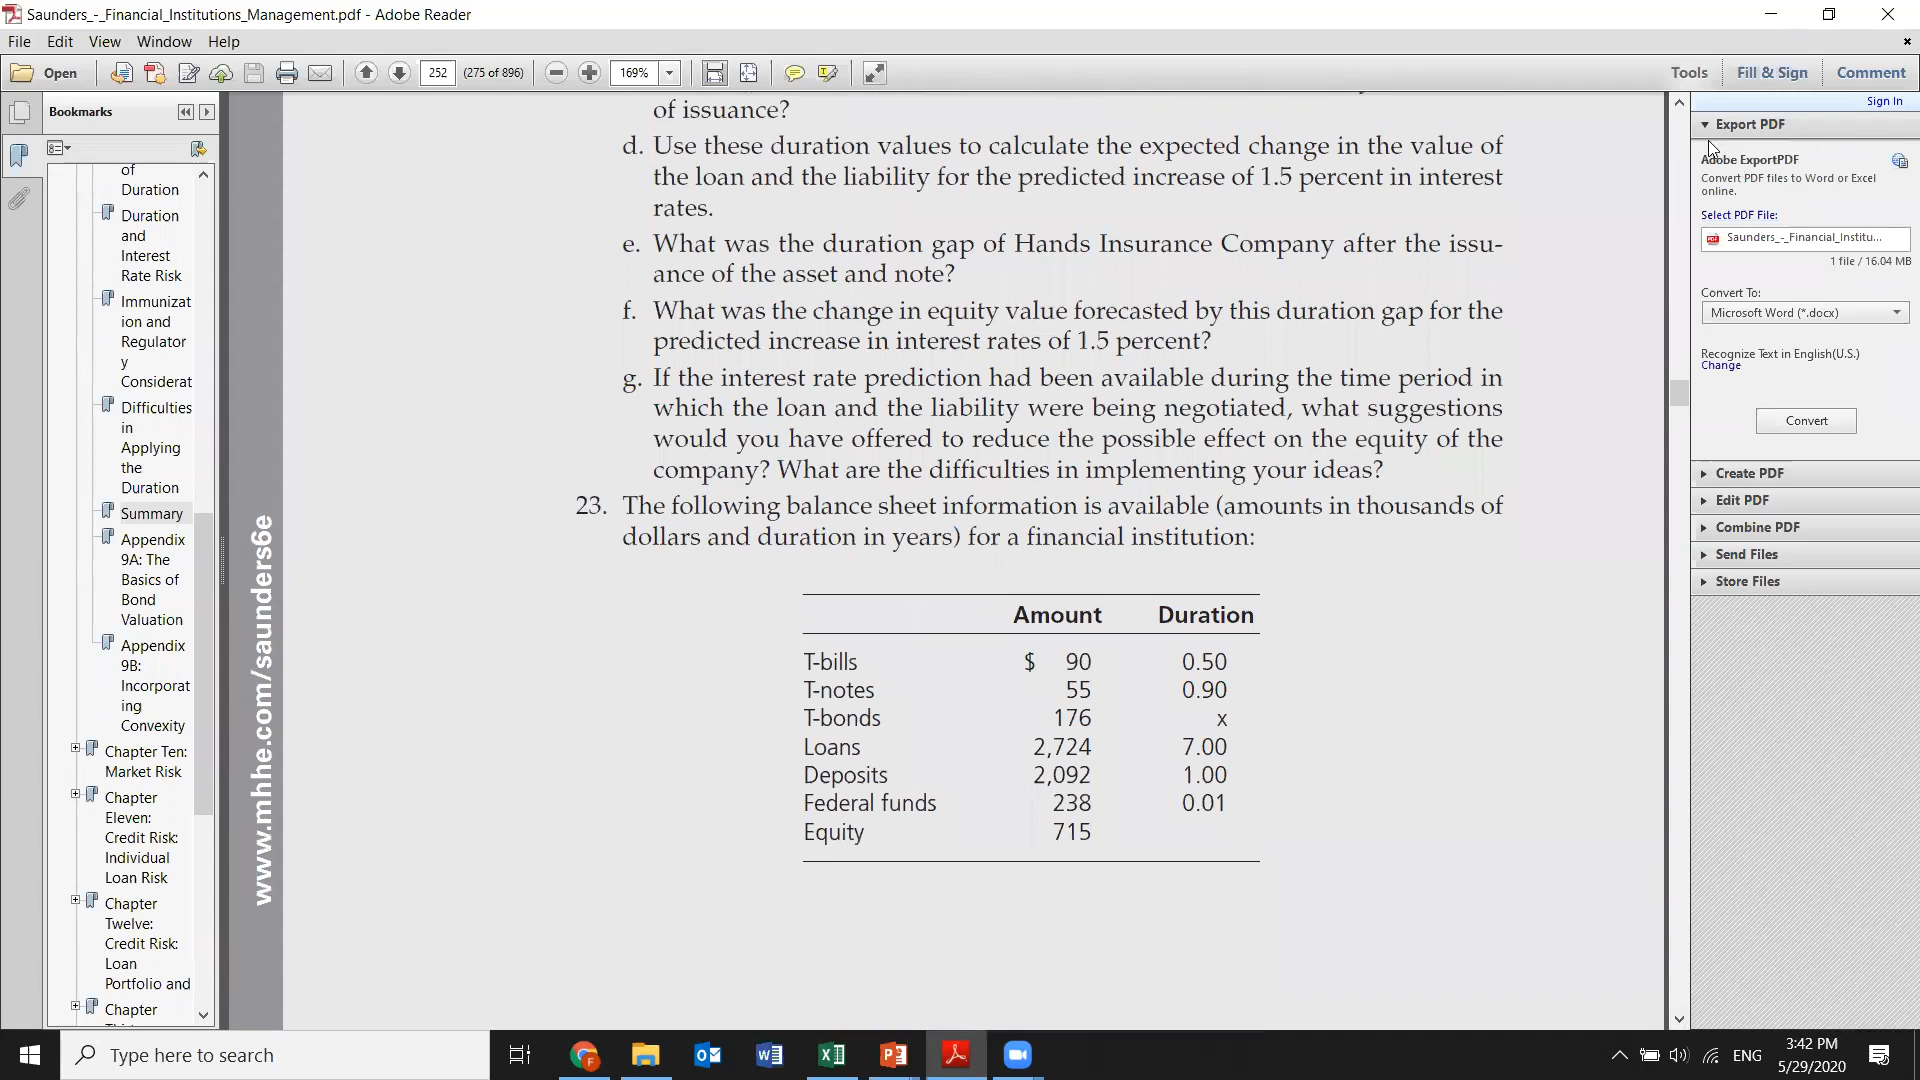 Saunders_-_Financial_Institutions_Management.pdf - Adobe Reader
File Edit View Window Help
Open 252 (275 of 896) 169% Tools Fill & Sign Comment
Bookmarks
of
Duration
Duration
and
Interest
Rate Risk
Immunizat
ion and
Regulator
y
Considerat
Difficulties
in
Applying
the
Duration
Summary
Appendix
9A: The
Basics of
Bond
Valuation
Appendix
9B:
Incorporat
ing
Convexity
Chapter Ten:
Market Risk
Chapter
Eleven:
Credit Risk:
Individual
Loan Risk
Chapter
Twelve:
Credit Risk:
Loan
Portfolio and
Chapter
www.mhhe.com/saunders6e
of issuance?
d. Use these duration values to calculate the expected change in the value of
the loan and the liability for the predicted increase of 1.5 percent in interest
rates.
e. What was the duration gap of Hands Insurance Company after the issu-
ance of the asset and note?
f. What was the change in equity value forecasted by this duration gap for the
predicted increase in interest rates of 1.5 percent?
g. If the interest rate prediction had been available during the time period in
which the loan and the liability were being negotiated, what suggestions
would you have offered to reduce the possible effect on the equity of the
company? What are the difficulties in implementing your ideas?
23. The following balance sheet information is available (amounts in thousands of
dollars and duration in years) for a financial institution:
Amount Duration
T-bills $ 90 0.50
T-notes 55 0.90
T-bonds 176 x
Loans 2,724 7.00
Deposits 2,092 1.00
Federal funds 238 0.01
Equity 715
Sign In
Export PDF
Adobe ExportPDF
Convert PDF files to Word or Excel
online.
Select PDF File:
Saunders_-_Financial_Institu...
1 file / 16.04 MB
Convert To:
Microsoft Word (*.docx)
Recognize Text in English(U.S.)
Change
Convert
Create PDF
Edit PDF
Combine PDF
Send Files
Store Files
Type here to search
ENG
3:42 PM
5/29/2020